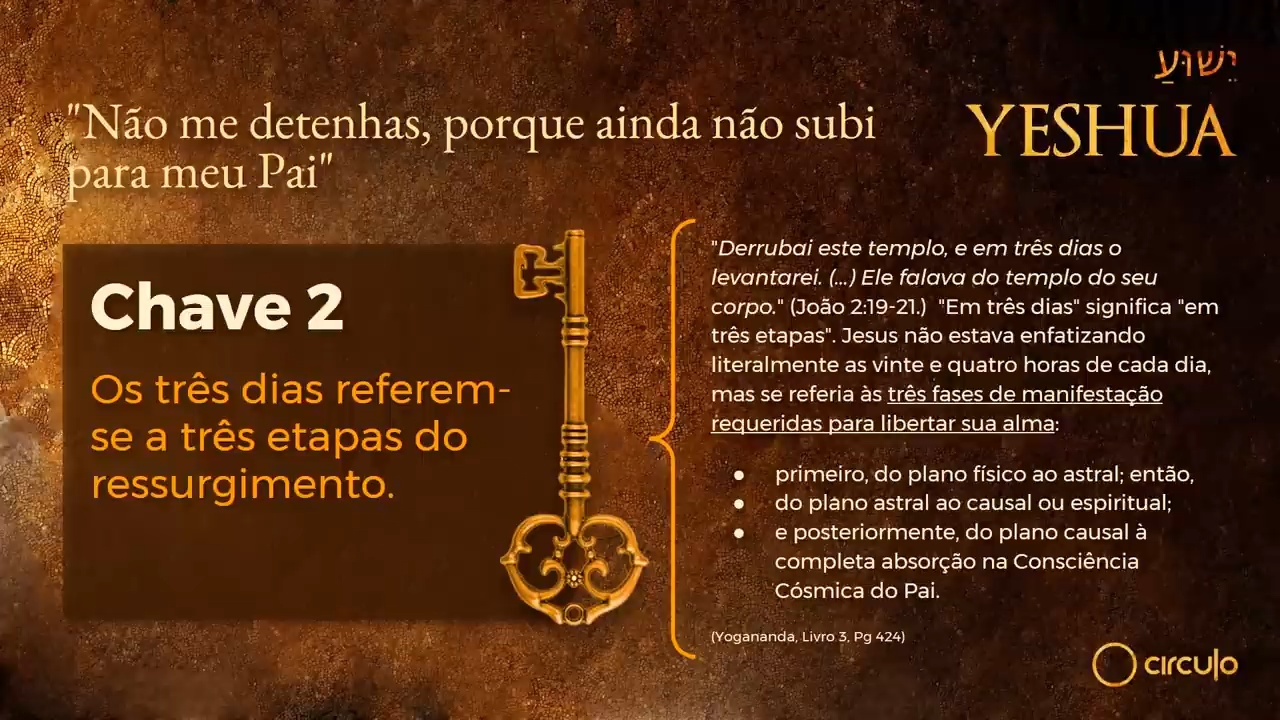 יֵשׁוּעַ
YESHUA
"Não me detenhas, porque ainda não subi
para meu Pai"
Chave 2
Os três dias referem-
se a três etapas do
ressurgimento.
"Derrubai este templo, e em três dias o
levantarei. (...) Ele falava do templo do seu
corpo." (João 2:19-21.)  "Em três dias" significa "em
três etapas". Jesus não estava enfatizando
literalmente as vinte e quatro horas de cada dia,
mas se referia às três fases de manifestação
requeridas para libertar sua alma:
● primeiro, do plano físico ao astral; então,
● do plano astral ao causal ou espiritual;
● e posteriormente, do plano causal à
completa absorção na Consciência
Cósmica do Pai.
(Yogananda, Livro 3, Pg 424)
circulo